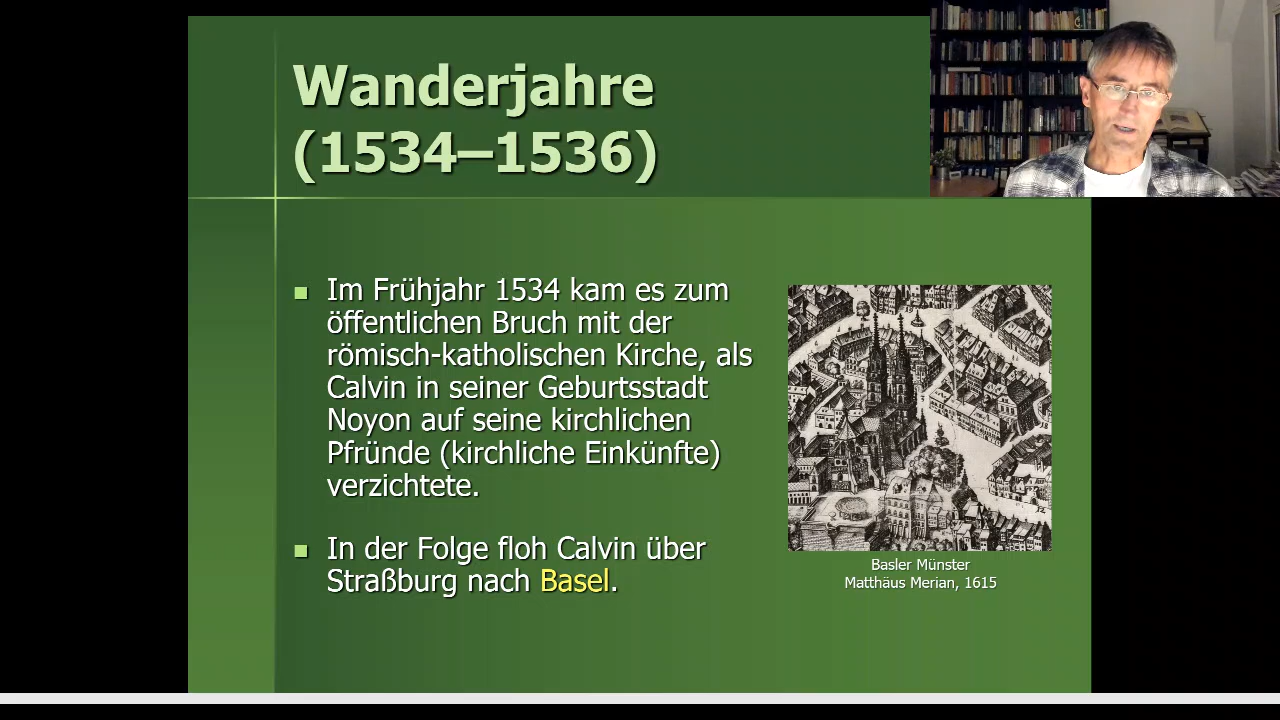 Wanderjahre
(1534–1536)
Im Frühjahr 1534 kam es zum
öffentlichen Bruch mit der
römisch-katholischen Kirche, als
Calvin in seiner Geburtsstadt
Noyon auf seine kirchlichen
Pfründe (kirchliche Einkünfte)
verzichtete.
In der Folge floh Calvin über
Straßburg nach Basel.
Basler Münster
Matthäus Merian, 1615